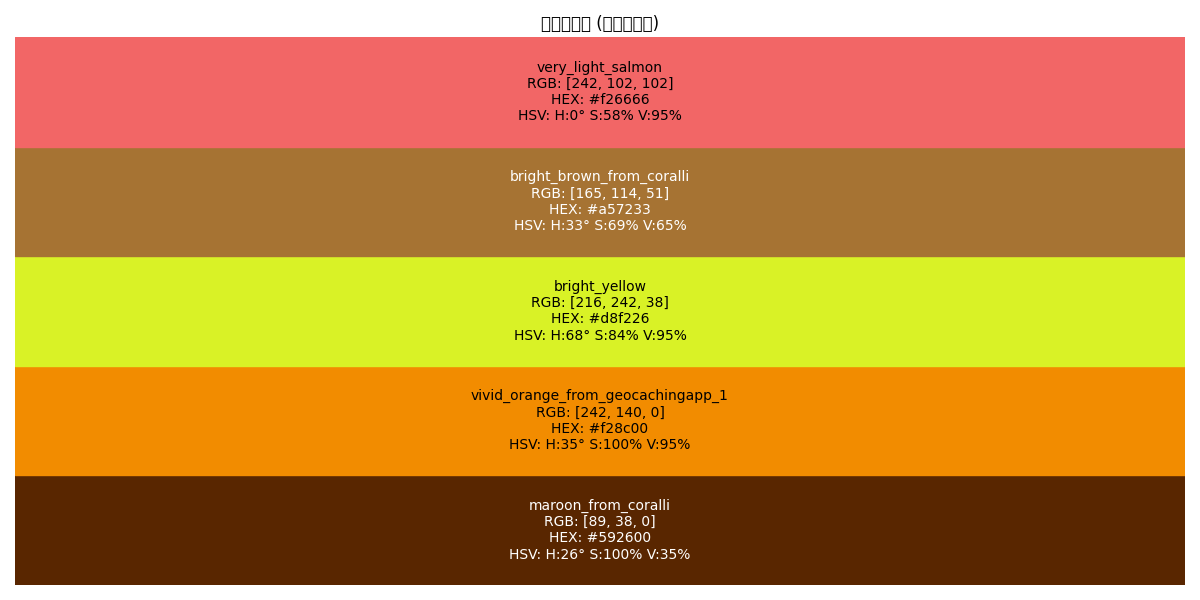 very_light_salmon
RGB: [242, 102, 102]
HEX: #f26666
HSV: H:0° S:58% V:95%
bright_brown_from_coralli
RGB: [165, 114, 51]
HEX: #a57233
HSV: H:33° S:69% V:65%
bright_yellow
RGB: [216, 242, 38]
HEX: #d8f226
HSV: H:68° S:84% V:95%
vivid_orange_from_geocachingapp_1
RGB: [242, 140, 0]
HEX: #f28c00
HSV: H:35° S:100% V:95%
maroon_from_coralli
RGB: [89, 38, 0]
HEX: #592600
HSV: H:26° S:100% V:35%